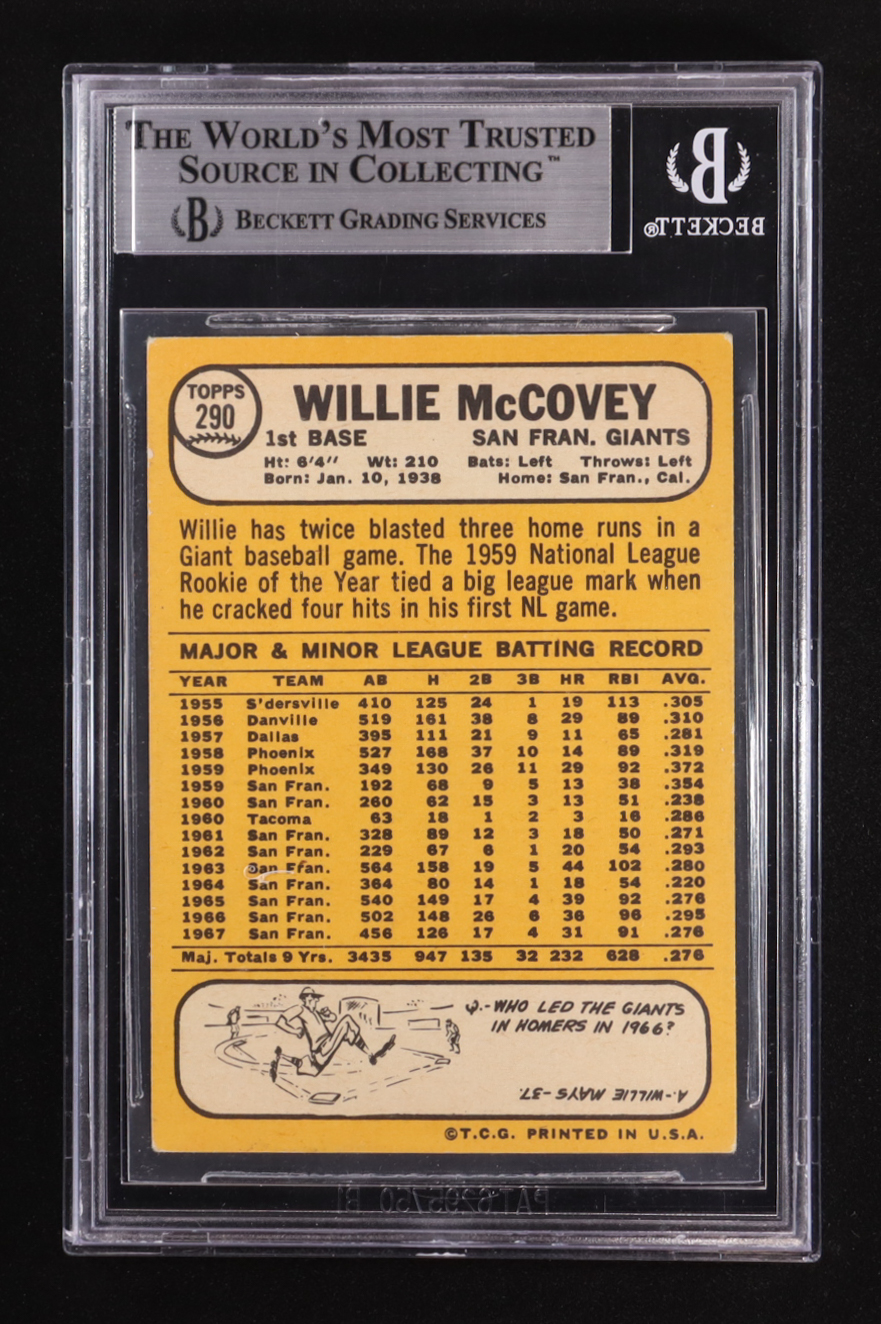 THE WORLD'S MOST TRUSTED
SOURCE IN COLLECTING™
B BECKETT GRADING SERVICES
B
BECKETT®
TOPPS
290
WILLIE McCOVEY
1st BASE SAN FRAN. GIANTS
Ht: 6'4" Wt: 210 Bats: Left Throws: Left
Born: Jan. 10, 1938 Home: San Fran., Cal.
Willie has twice blasted three home runs in a
Giant baseball game. The 1959 National League
Rookie of the Year tied a big league mark when
he cracked four hits in his first NL game.
MAJOR & MINOR LEAGUE BATTING RECORD
YEAR TEAM AB H 2B 3B HR RBI AVG.
1955 S'dersville 410 125 24 1 19 113 .305
1956 Danville 519 161 38 8 29 89 .310
1957 Dallas 395 111 21 9 11 65 .281
1958 Phoenix 527 168 37 10 14 89 .319
1959 Phoenix 349 130 26 11 29 92 .372
1959 San Fran. 192 68 9 5 13 38 .354
1960 San Fran. 260 62 15 3 13 51 .238
1960 Tacoma 63 18 1 2 3 16 .286
1961 San Fran. 328 89 12 3 18 50 .271
1962 San Fran. 229 67 6 1 20 54 .293
1963 San Fran. 564 158 19 5 44 102 .280
1964 San Fran. 364 80 14 1 18 54 .220
1965 San Fran. 540 149 17 4 39 92 .276
1966 San Fran. 502 148 26 6 36 96 .295
1967 San Fran. 456 126 17 4 31 91 .276
Maj. Totals 9 Yrs. 3435 947 135 32 232 628 .276
Q.-WHO LED THE GIANTS
IN HOMERS IN 1966?
A.-WILLIE MAYS-37.
©T.C.G. PRINTED IN U.S.A.